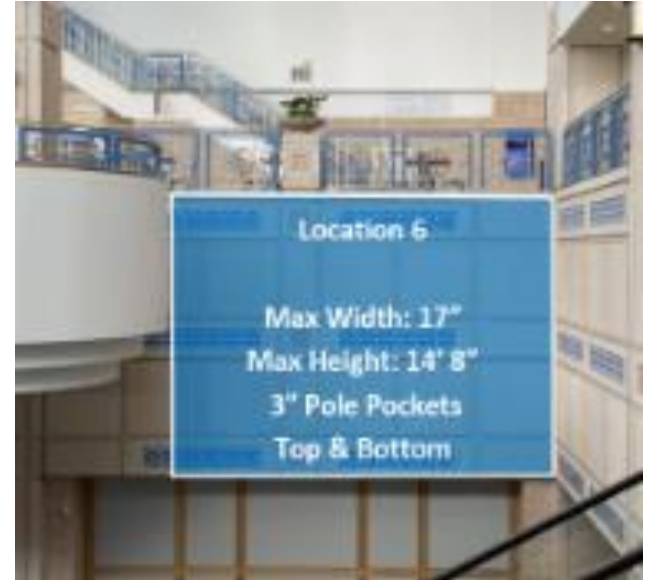 Location 6
Max Width: 17"
Max Height: 14' 8"
3" Pole Pockets
Top & Bottom